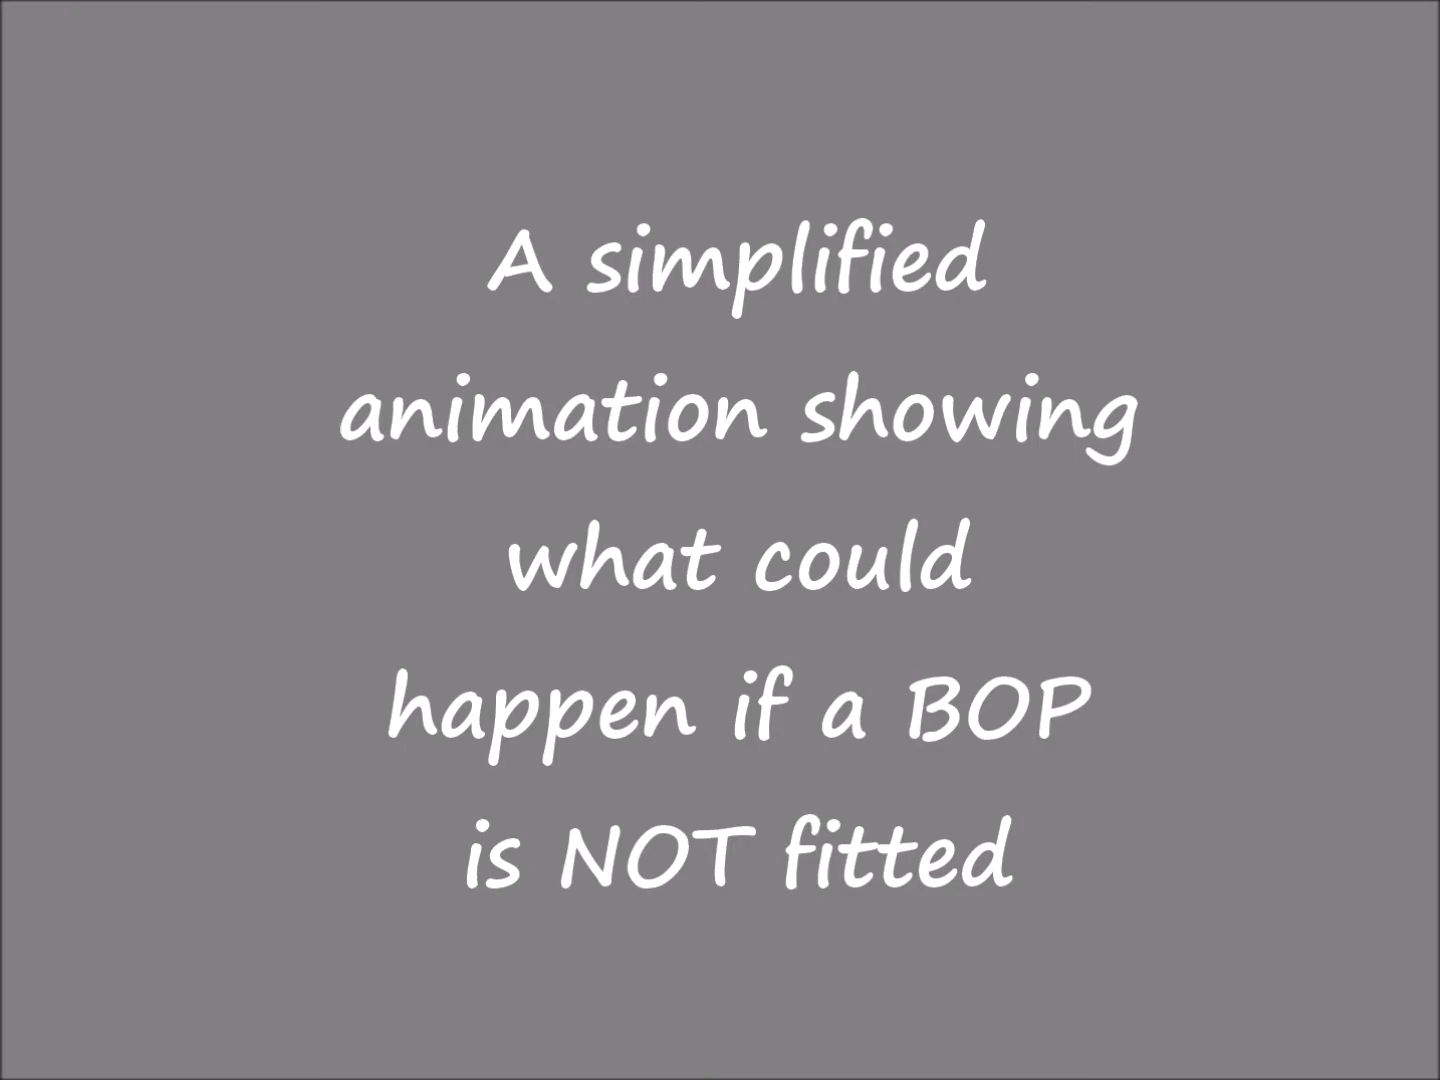 A simplified
animation showing
what could
happen if a BOP
is NOT fitted